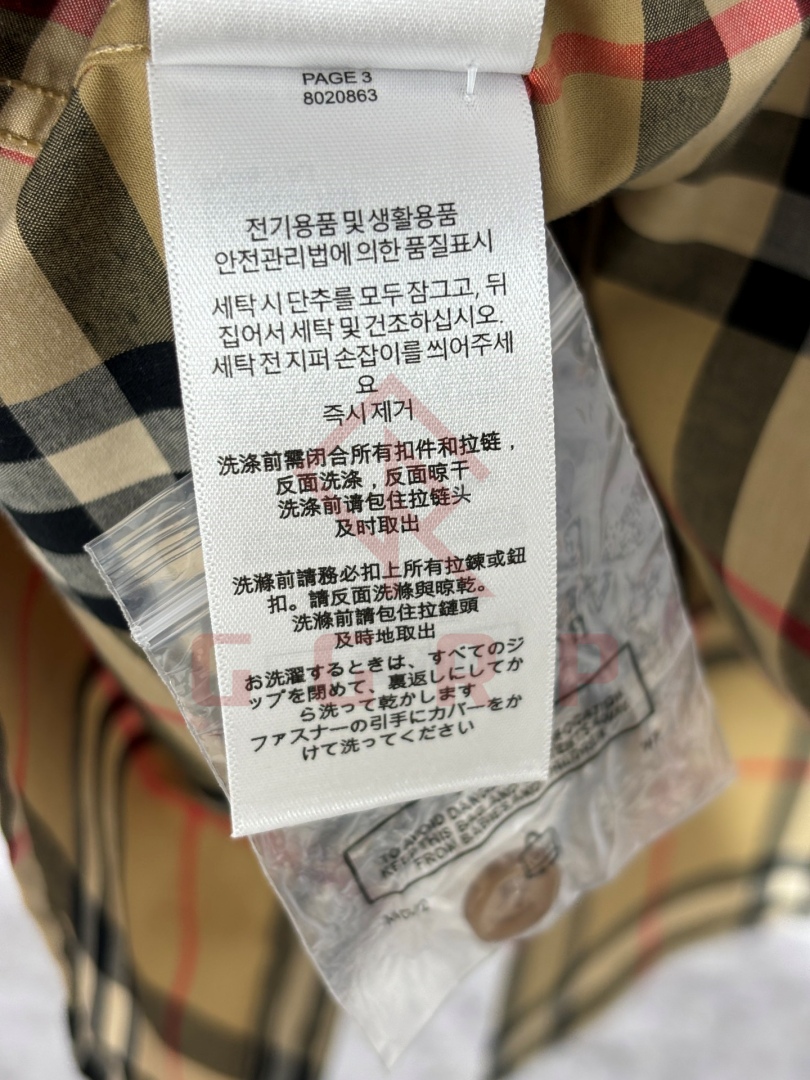 PAGE 3
8020863
전기용품 및 생활용품
안전관리법에 의한 품질표시
세탁 시 단추를 모두 잠그고, 뒤
집어서 세탁 및 건조하십시오.
세탁 전 지퍼 손잡이를 씌어주세
요
즉시 제거
洗涤前需闭合所有扣件和拉链，
反面洗涤，反面晾干
洗涤前请包住拉链头
及时取出
洗滌前請務必扣上所有拉鍊或鈕
扣。請反面洗滌與晾乾。
洗滌前請包住拉鏈頭
及時地取出
お洗濯するときは、すべてのジ
ップを閉めて、裏返しにしてか
ら洗って乾かします
ファスナーの引手にカバーをか
けて洗ってください
GORP
TO AVOID DAN
KEEP THIS BAG
FROM BABIES AND